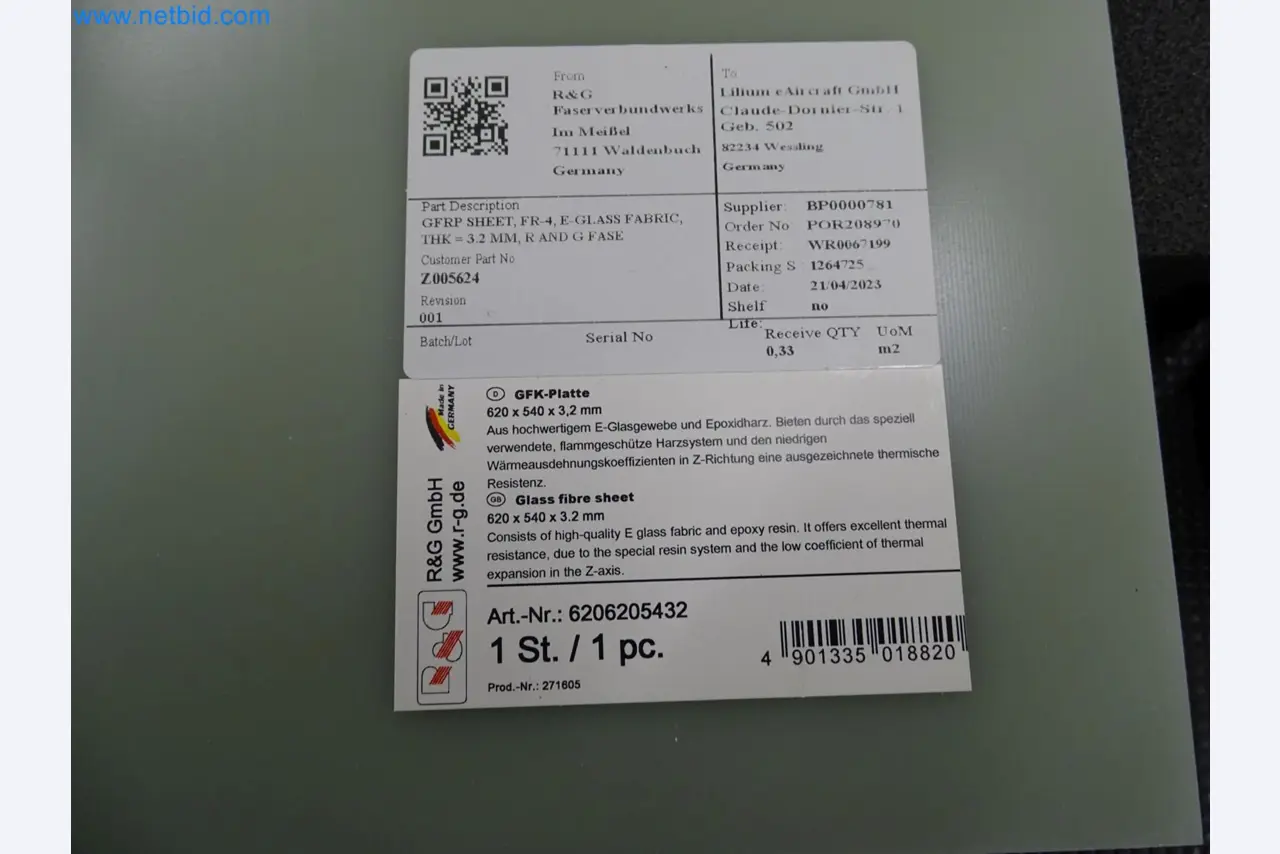 www.netbid.com
From
R&G
Faserverbundwerks
Im Meißel
71111 Waldenbuch
Germany
To
Lilium eAircraft GmbH
Claude-Dornier-Str. 1
Geb. 502
82234 Wessling
Germany
Part Description
GFRP SHEET, FR-4, E-GLASS FABRIC,
THK = 3.2 MM, R AND G FASE
Customer Part No
Z005624
Revision
001
Supplier: BP0000781
Order No POR208970
Receipt: WR0067199
Packing S 1264725
Date: 21/04/2023
Shelf no
Life:
Batch/Lot
Serial No
Receive QTY UoM
0,33 m2
Made in
GERMANY
R&G GmbH
www.r-g.de
R&G
D GFK-Platte
620 x 540 x 3,2 mm
Aus hochwertigem E-Glasgewebe und Epoxidharz. Bieten durch das speziell
verwendete, flammgeschütze Harzsystem und den niedrigen
Wärmeausdehnungskoeffizienten in Z-Richtung eine ausgezeichnete thermische
Resistenz.
GB Glass fibre sheet
620 x 540 x 3.2 mm
Consists of high-quality E glass fabric and epoxy resin. It offers excellent thermal
resistance, due to the special resin system and the low coefficient of thermal
expansion in the Z-axis.
Art.-Nr.: 6206205432
1 St. / 1 pc.
Prod.-Nr.: 271605
4 901335 018820